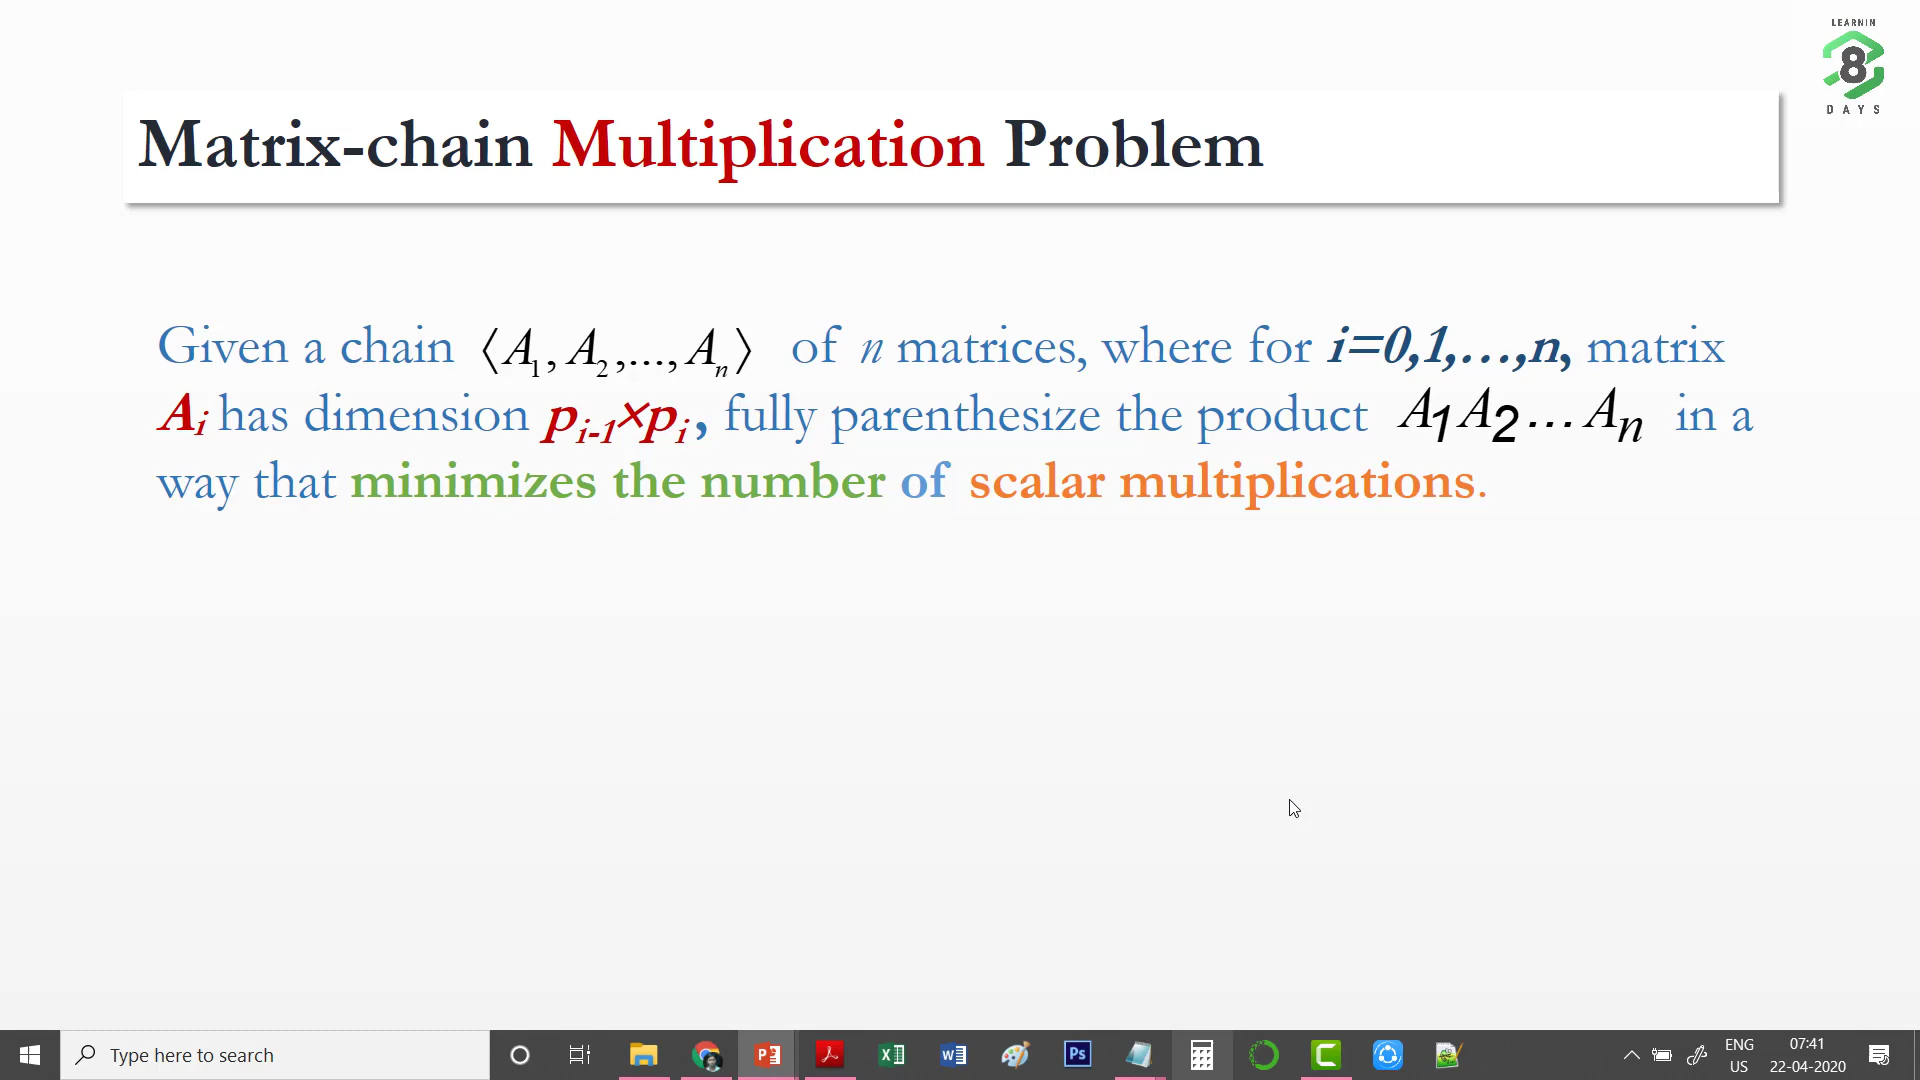 LEARNIN
8
DAYS
Matrix-chain Multiplication Problem
Given a chain ⟨A₁, A₂,..., Aₙ⟩ of n matrices, where for i=0,1,…,n, matrix
Aᵢ has dimension pᵢ₋₁×pᵢ, fully parenthesize the product A₁A₂…Aₙ in a
way that minimizes the number of scalar multiplications.
Type here to search
ENG
US
07:41
22-04-2020